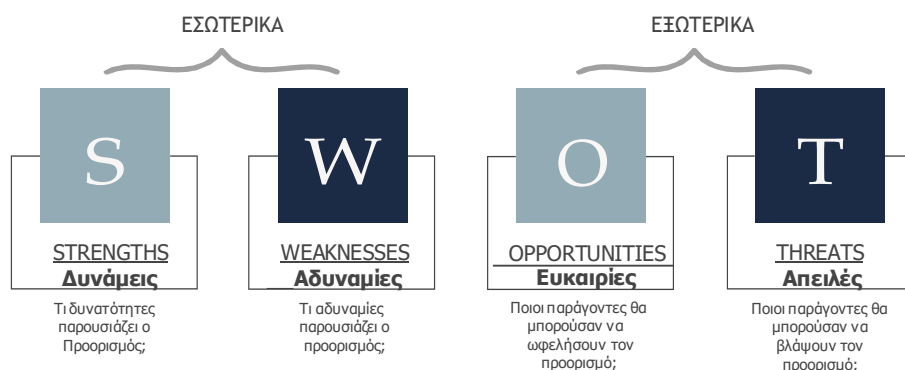 ΕΣΩΤΕΡΙΚΑ
ΕΞΩΤΕΡΙΚΑ
S
W
O
T
STRENGTHS
Δυνάμεις
Τι δυνατότητες
παρουσιάζει ο
Προορισμός;
WEAKNESSES
Αδυναμίες
Τι αδυναμίες
παρουσιάζει ο
προορισμός;
OPPORTUNITIES
Ευκαιρίες
Ποιοι παράγοντες θα
μπορούσαν να
ωφελήσουν τον
προορισμό;
THREATS
Απειλές
Ποιοι παράγοντες θα
μπορούσαν να
βλάψουν τον
προορισμό;